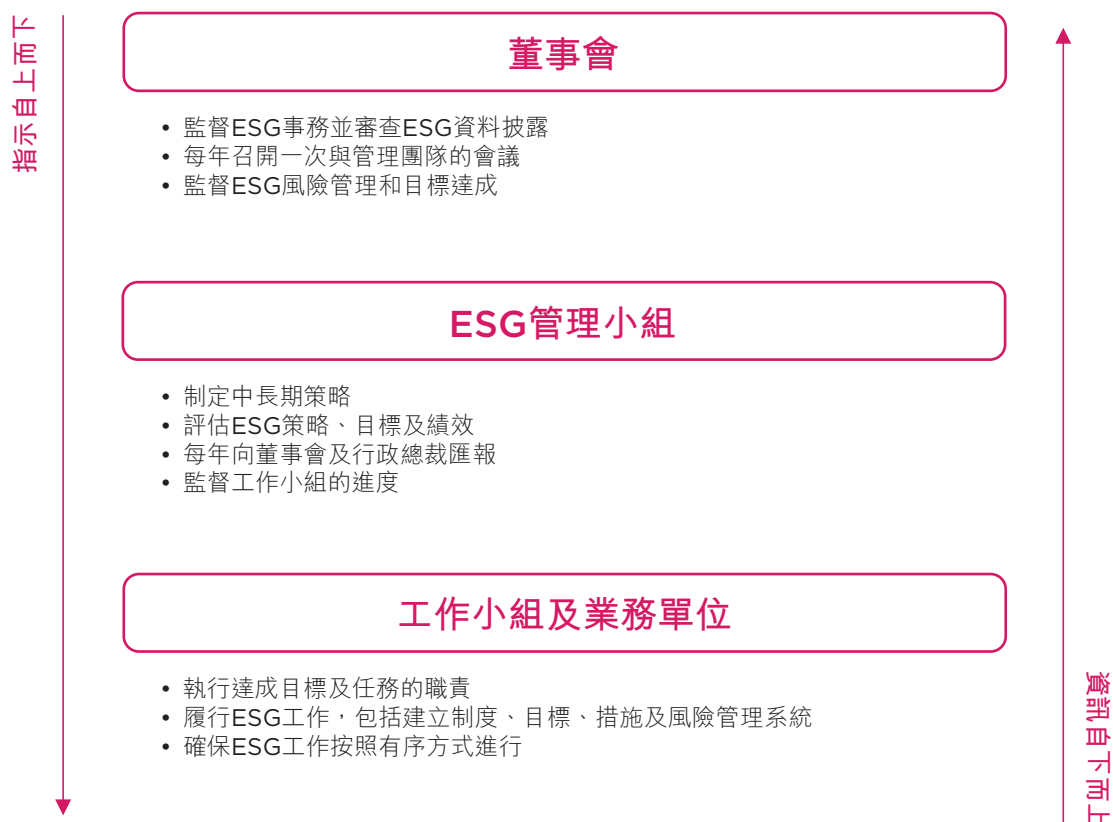 指示自上而下
董事會
• 監督ESG事務並審查ESG資料披露
• 每年召開一次與管理團隊的會議
• 監督ESG風險管理和目標達成
ESG管理小組
• 制定中長期策略
• 評估ESG策略、目標及績效
• 每年向董事會及行政總裁匯報
• 監督工作小組的進度
工作小組及業務單位
• 執行達成目標及任務的職責
• 履行ESG工作，包括建立制度、目標、措施及風險管理系統
• 確保ESG工作按照有序方式進行
資訊自下而上